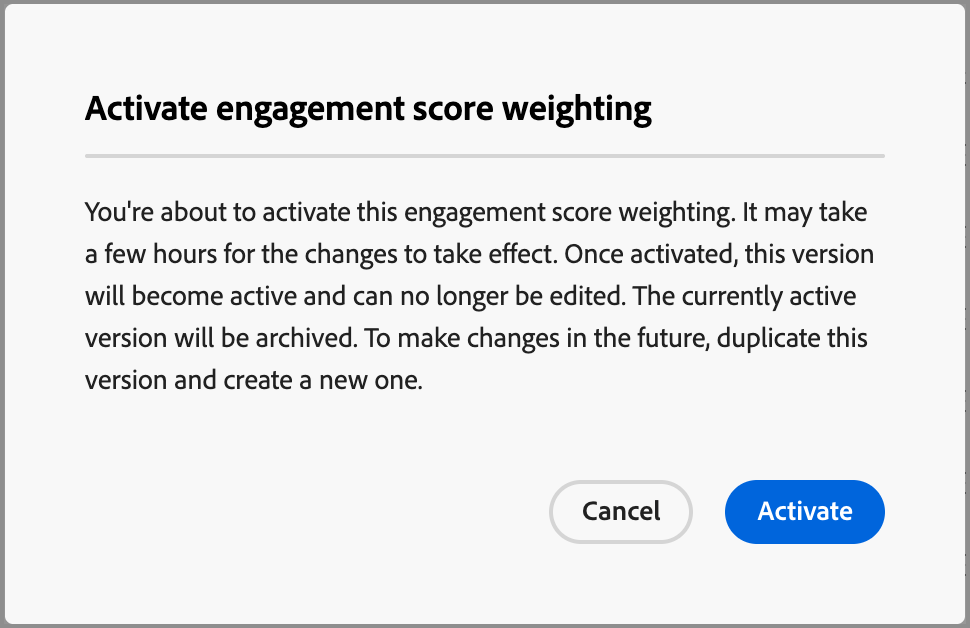 Activate engagement score weighting
You're about to activate this engagement score weighting. It may take
a few hours for the changes to take effect. Once activated, this version
will become active and can no longer be edited. The currently active
version will be archived. To make changes in the future, duplicate this
version and create a new one.
Cancel
Activate